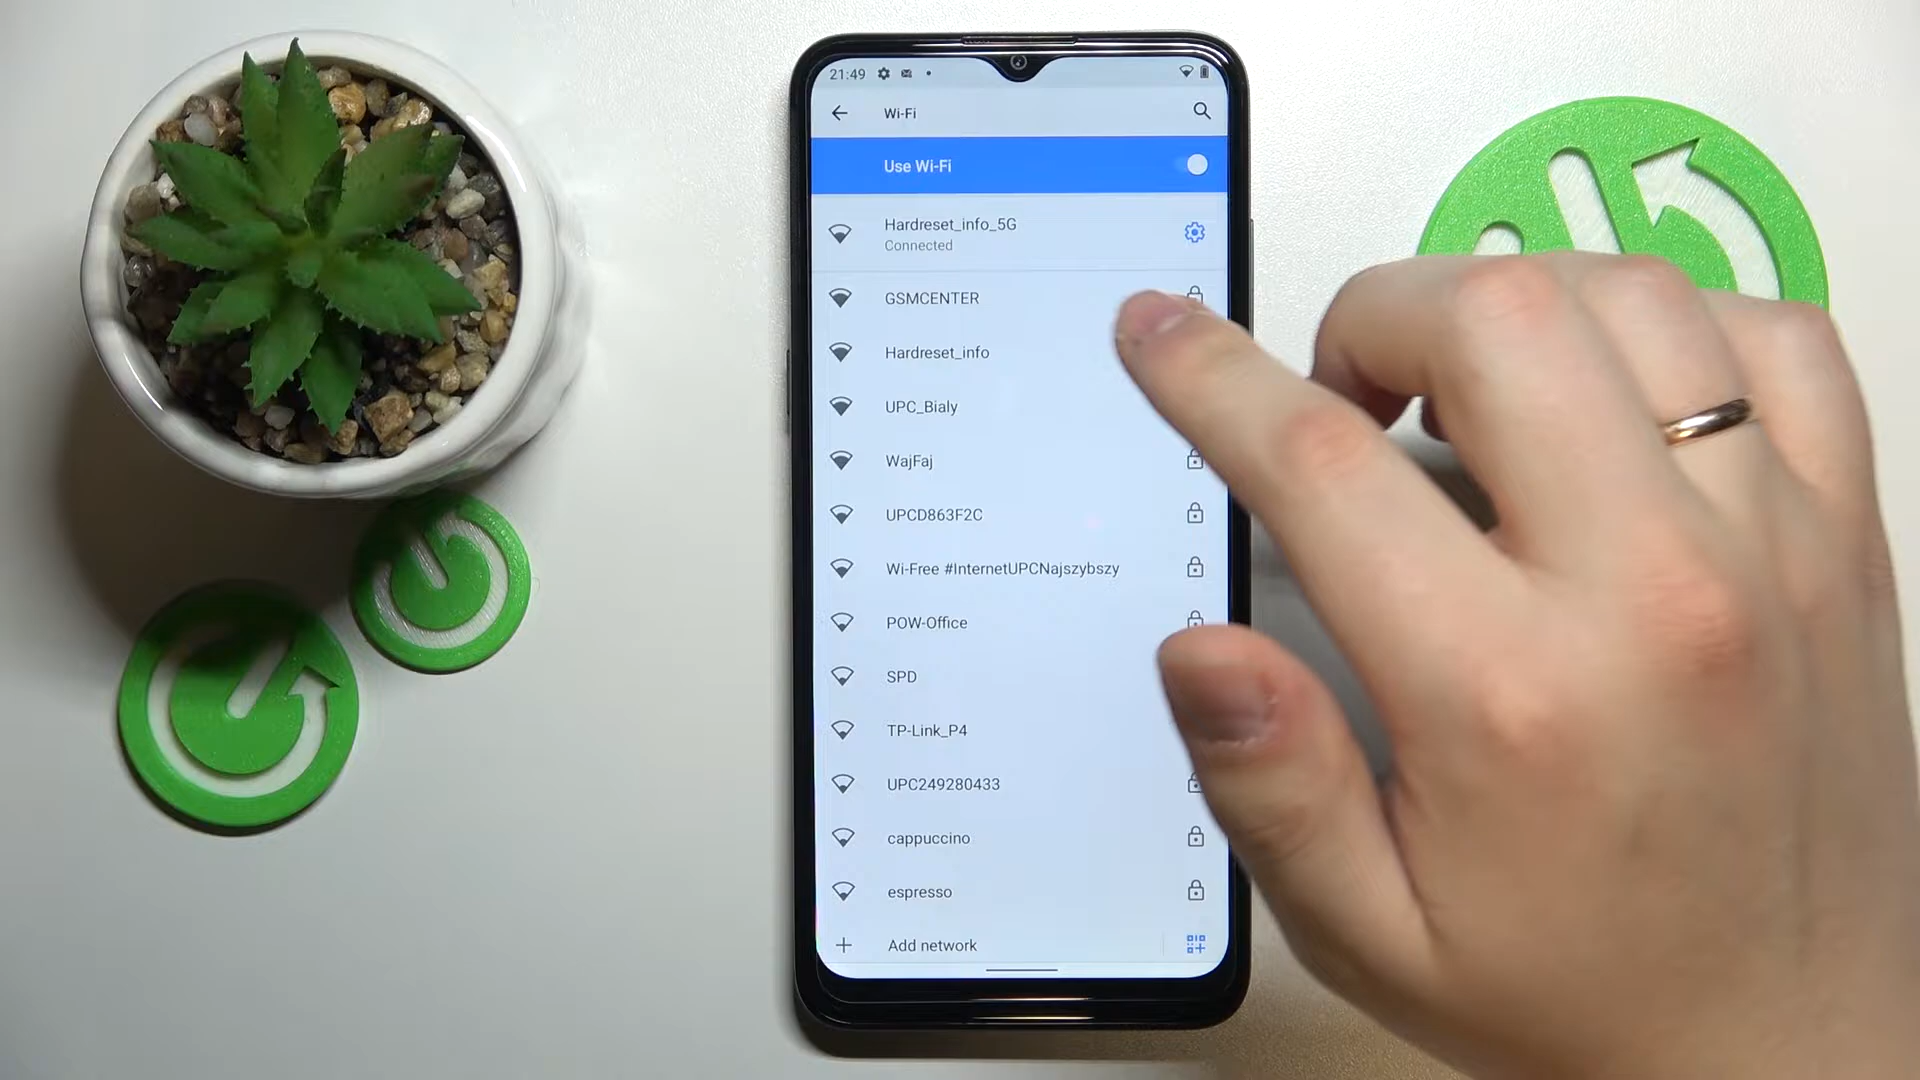 21:49
Wi-Fi
Use Wi-Fi
Hardreset_info_5G
Connected
GSMCENTER
Hardreset_info
UPC_Bialy
WajFaj
UPCD863F2C
Wi-Free #InternetUPCNajszybszy
POW-Office
SPD
TP-Link_P4
UPC249280433
cappuccino
espresso
Add network